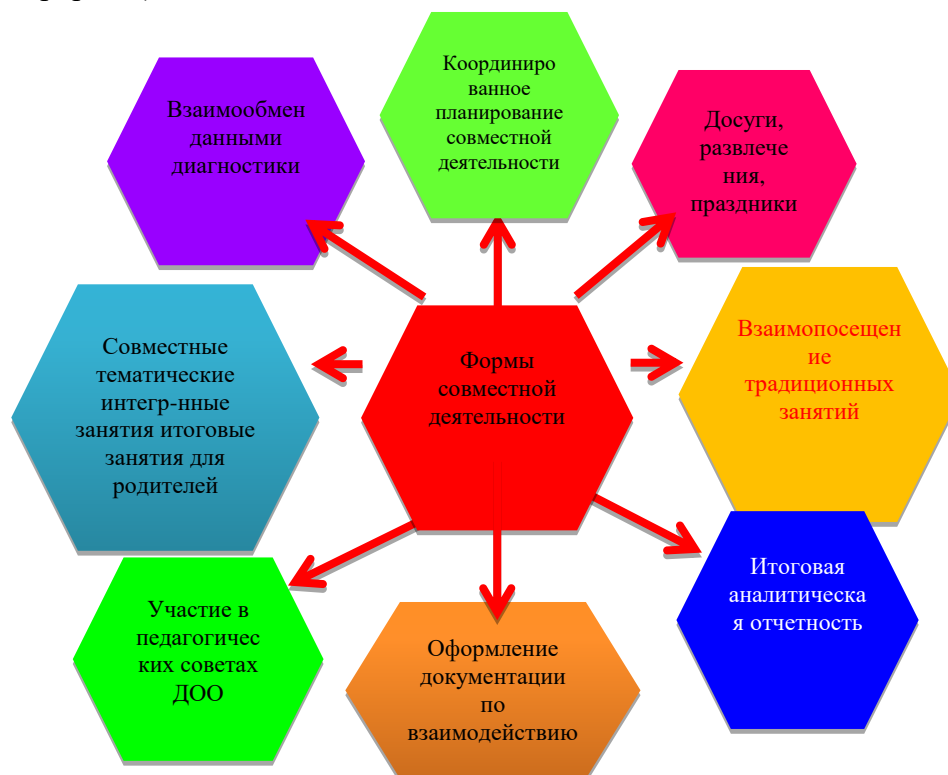 Координиро
ванное
планирование
совместной
деятельности
Взаимообмен
данными
диагностики
Досуги,
развлече
ния,
праздники
Совместные
тематические
интегр-нные
занятия итоговые
занятия для
родителей
Формы
совместной
деятельности
Взаимопосещен
ие
традиционных
занятий
Участие в
педагогичес
ких советах
ДОО
Оформление
документации
по
взаимодействию
Итоговая
аналитическа
я отчетность